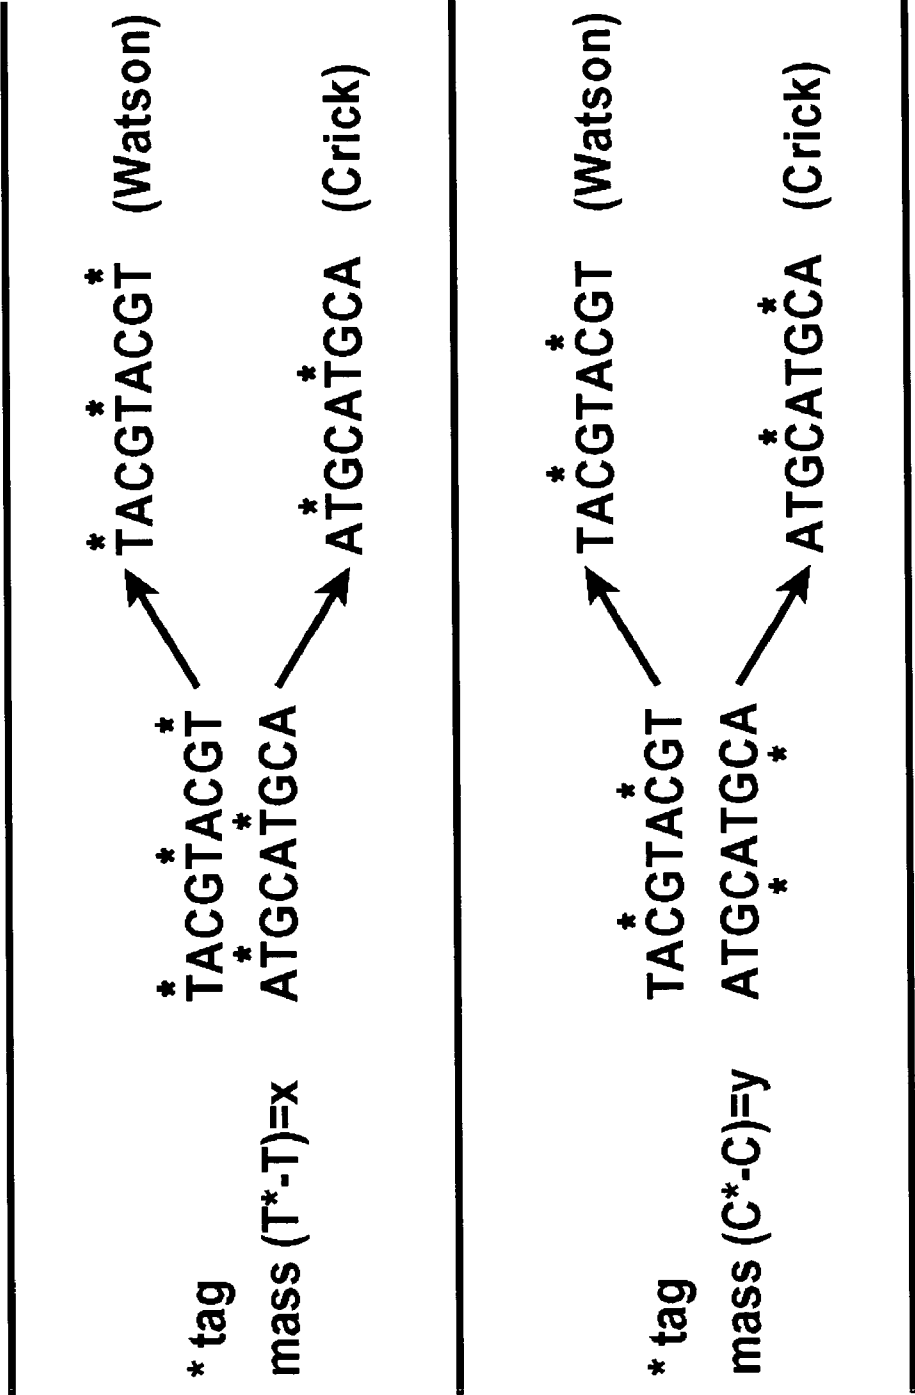 * * *
TACGTACGT (Watson)
* * *
* tag TACGTACGT
* *
mass (T*-T)=x ATGCATGCA
* *
ATGCATGCA (Crick)
* *
TACGTACGT (Watson)
* *
* tag TACGTACGT
mass (C*-C)=y ATGCATGCA
* *
* *
ATGCATGCA (Crick)